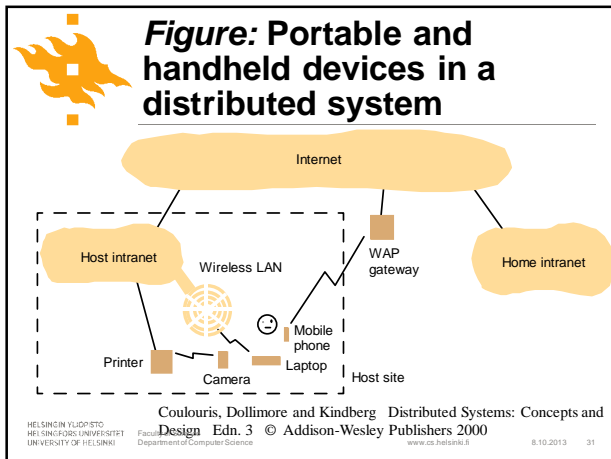 Figure: Portable and
handheld devices in a
distributed system
Internet
Host intranet
Wireless LAN
WAP
gateway
Home intranet
Mobile
phone
Printer
Camera
Laptop
Host site
Coulouris, Dollimore and Kindberg Distributed Systems: Concepts and
Design Edn. 3 © Addison-Wesley Publishers 2000
HELSINGIN YLIOPISTO
HELSINGFORS UNIVERSITET
UNIVERSITY OF HELSINKI
Department of Computer Science
www.cs.helsinki.fi
8.10.2013
31